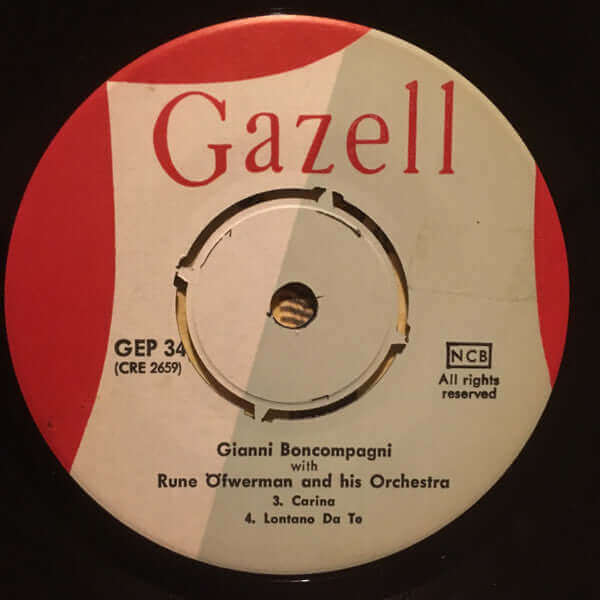 Gazell
GEP 34
(CRE 2659)
NCB
All rights
reserved
Gianni Boncompagni
with
Rune Öfwerman and his Orchestra
3. Carina
4. Lontano Da Te